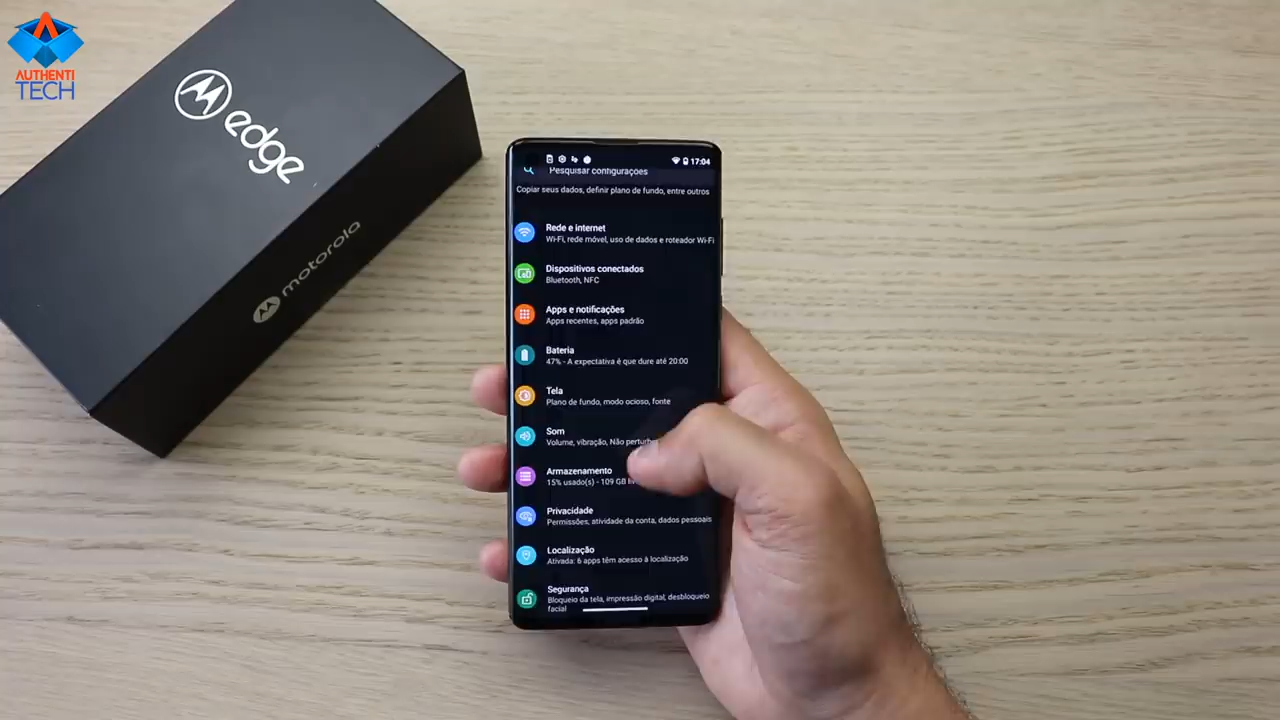 AUTHENTI
TECH
edge
motorola
17:04
Pesquisar configurações
Copiar seus dados, definir plano de fundo, entre outros
Rede e internet
Wi-Fi, rede móvel, uso de dados e roteador Wi-Fi
Dispositivos conectados
Bluetooth, NFC
Apps e notificações
Apps recentes, apps padrão
Bateria
47% - A expectativa é que dure até 20:00
Tela
Plano de fundo, modo ocioso, fonte
Som
Volume, vibração, Não perturbe
Armazenamento
15% usado(s) - 109 GB
Privacidade
Permissões, atividade da conta, dados pessoais
Localização
Ativada: 6 apps têm acesso à localização
Segurança
Bloqueio da tela, impressão digital, desbloqueio
facial